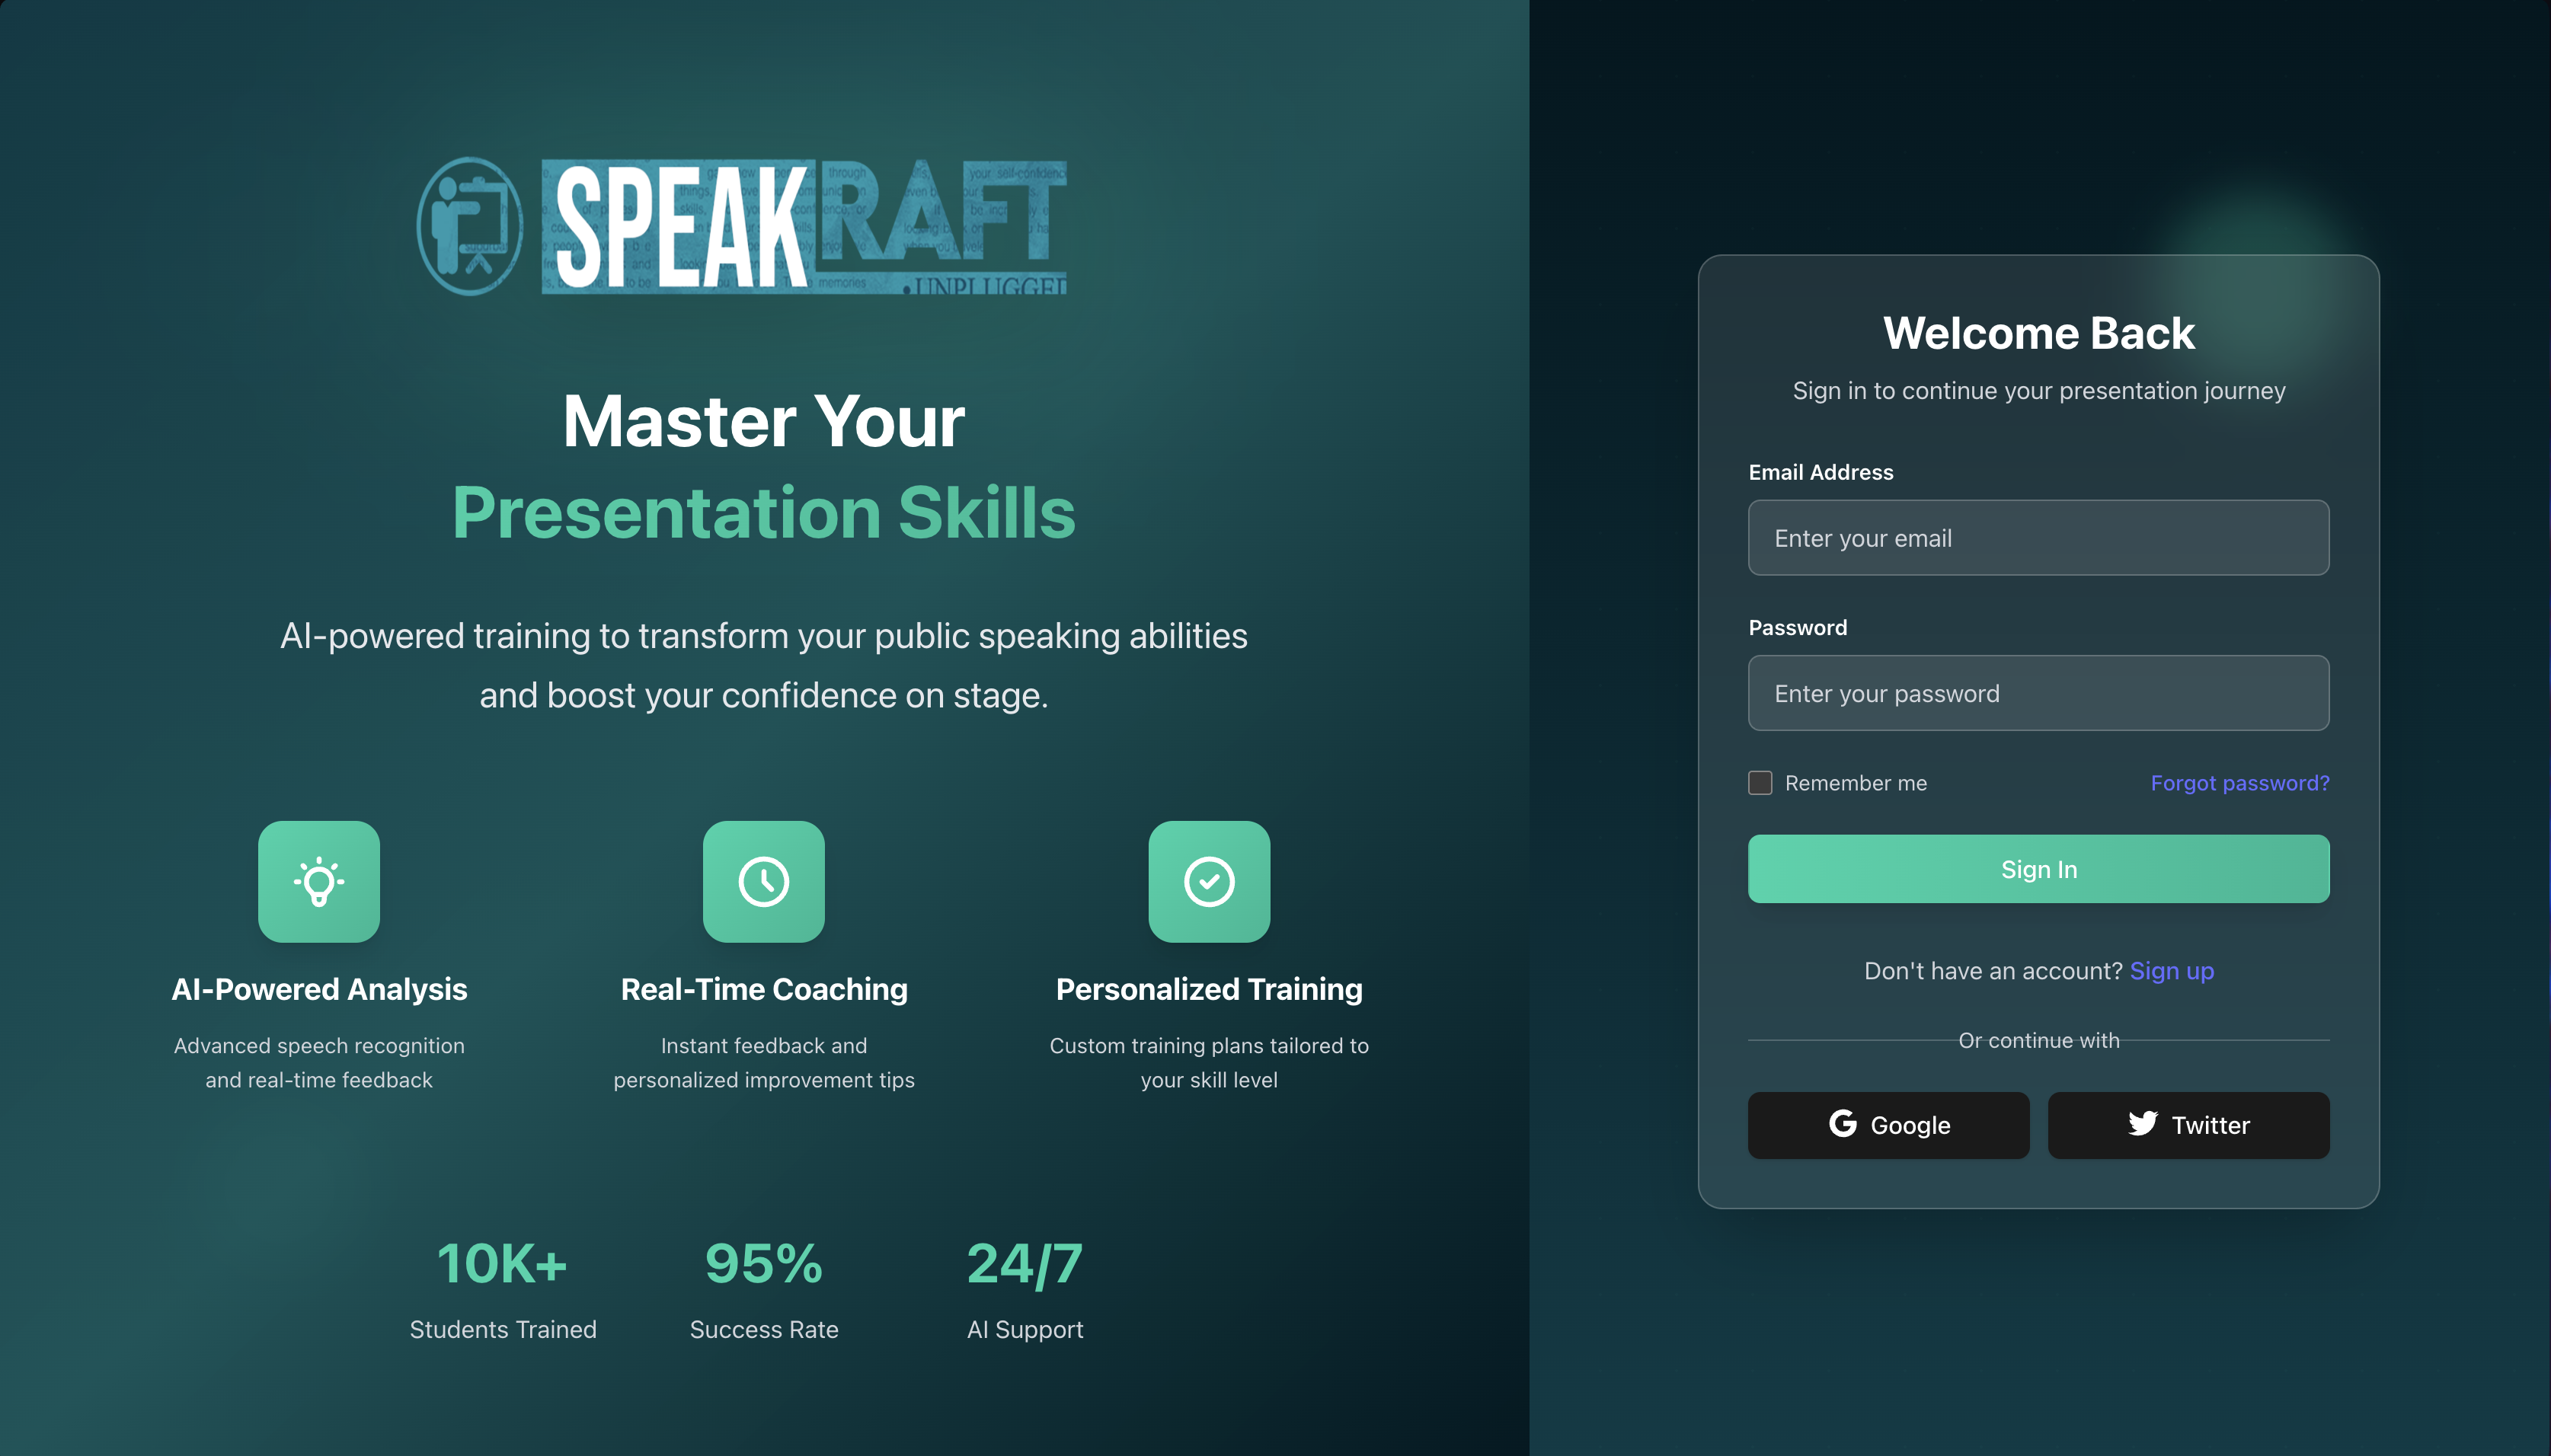 SPEAKRAFT
•UNPLUGGED
Master Your
Presentation Skills
AI-powered training to transform your public speaking abilities
and boost your confidence on stage.
AI-Powered Analysis
Advanced speech recognition
and real-time feedback
Real-Time Coaching
Instant feedback and
personalized improvement tips
Personalized Training
Custom training plans tailored to
your skill level
10K+
Students Trained
95%
Success Rate
24/7
AI Support
Welcome Back
Sign in to continue your presentation journey
Email Address
Enter your email
Password
Enter your password
Remember me
Forgot password?
Sign In
Don't have an account? Sign up
Or continue with
Google
Twitter